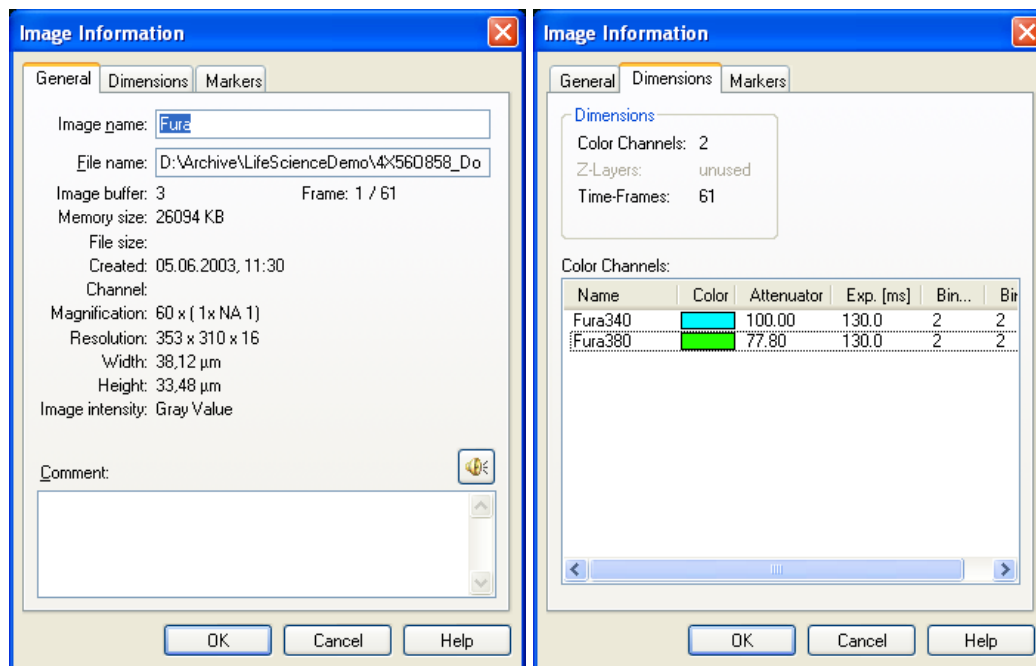 Image Information
General Dimensions Markers
Image name: Fura
File name: D:\Archive\LifeScienceDemo\4X560858_Do
Image buffer: 3 Frame: 1 / 61
Memory size: 26094 KB
File size:
Created: 05.06.2003, 11:30
Channel:
Magnification: 60 x ( 1x NA 1)
Resolution: 353 x 310 x 16
Width: 38,12 µm
Height: 33,48 µm
Image intensity: Gray Value
Comment:
OK Cancel Help
Image Information
General Dimensions Markers
Dimensions
Color Channels: 2
Z-Layers: unused
Time-Frames: 61
Color Channels:
Name Color Attenuator Exp. [ms] Bin... Bir
Fura340 100.00 130.0 2 2
Fura380 77.80 130.0 2 2
OK Cancel Help